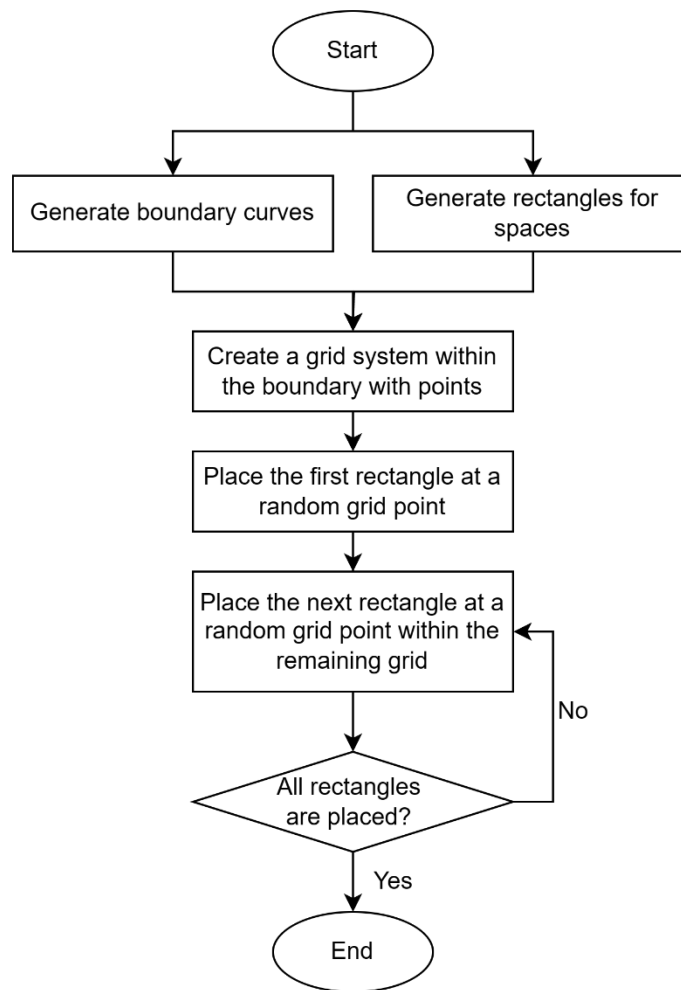 Start
Generate boundary curves
Generate rectangles for
spaces
Create a grid system within
the boundary with points
Place the first rectangle at a
random grid point
Place the next rectangle at a
random grid point within the
remaining grid
No
All rectangles
are placed?
Yes
End